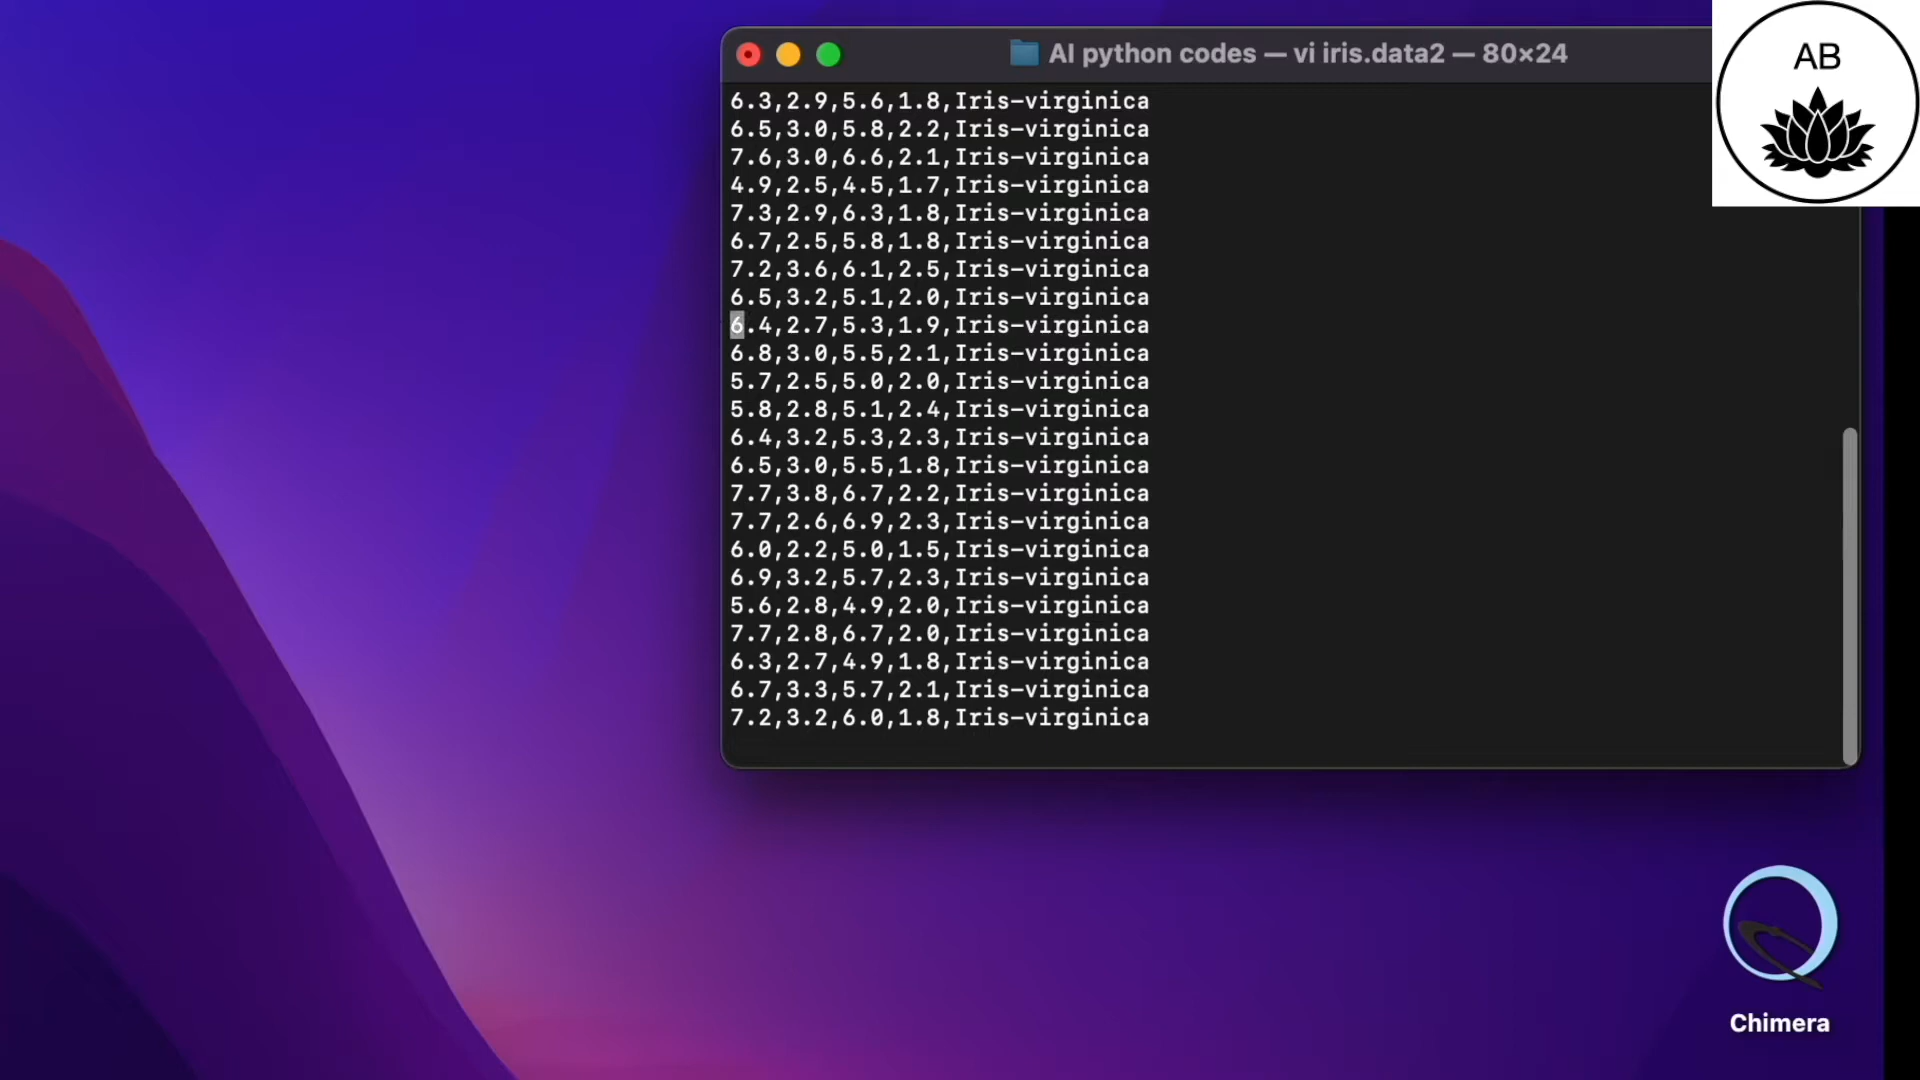 AI python codes — vi iris.data2 — 80×24
AB
6.3,2.9,5.6,1.8,Iris-virginica
6.5,3.0,5.8,2.2,Iris-virginica
7.6,3.0,6.6,2.1,Iris-virginica
4.9,2.5,4.5,1.7,Iris-virginica
7.3,2.9,6.3,1.8,Iris-virginica
6.7,2.5,5.8,1.8,Iris-virginica
7.2,3.6,6.1,2.5,Iris-virginica
6.5,3.2,5.1,2.0,Iris-virginica
6.4,2.7,5.3,1.9,Iris-virginica
6.8,3.0,5.5,2.1,Iris-virginica
5.7,2.5,5.0,2.0,Iris-virginica
5.8,2.8,5.1,2.4,Iris-virginica
6.4,3.2,5.3,2.3,Iris-virginica
6.5,3.0,5.5,1.8,Iris-virginica
7.7,3.8,6.7,2.2,Iris-virginica
7.7,2.6,6.9,2.3,Iris-virginica
6.0,2.2,5.0,1.5,Iris-virginica
6.9,3.2,5.7,2.3,Iris-virginica
5.6,2.8,4.9,2.0,Iris-virginica
7.7,2.8,6.7,2.0,Iris-virginica
6.3,2.7,4.9,1.8,Iris-virginica
6.7,3.3,5.7,2.1,Iris-virginica
7.2,3.2,6.0,1.8,Iris-virginica
Chimera